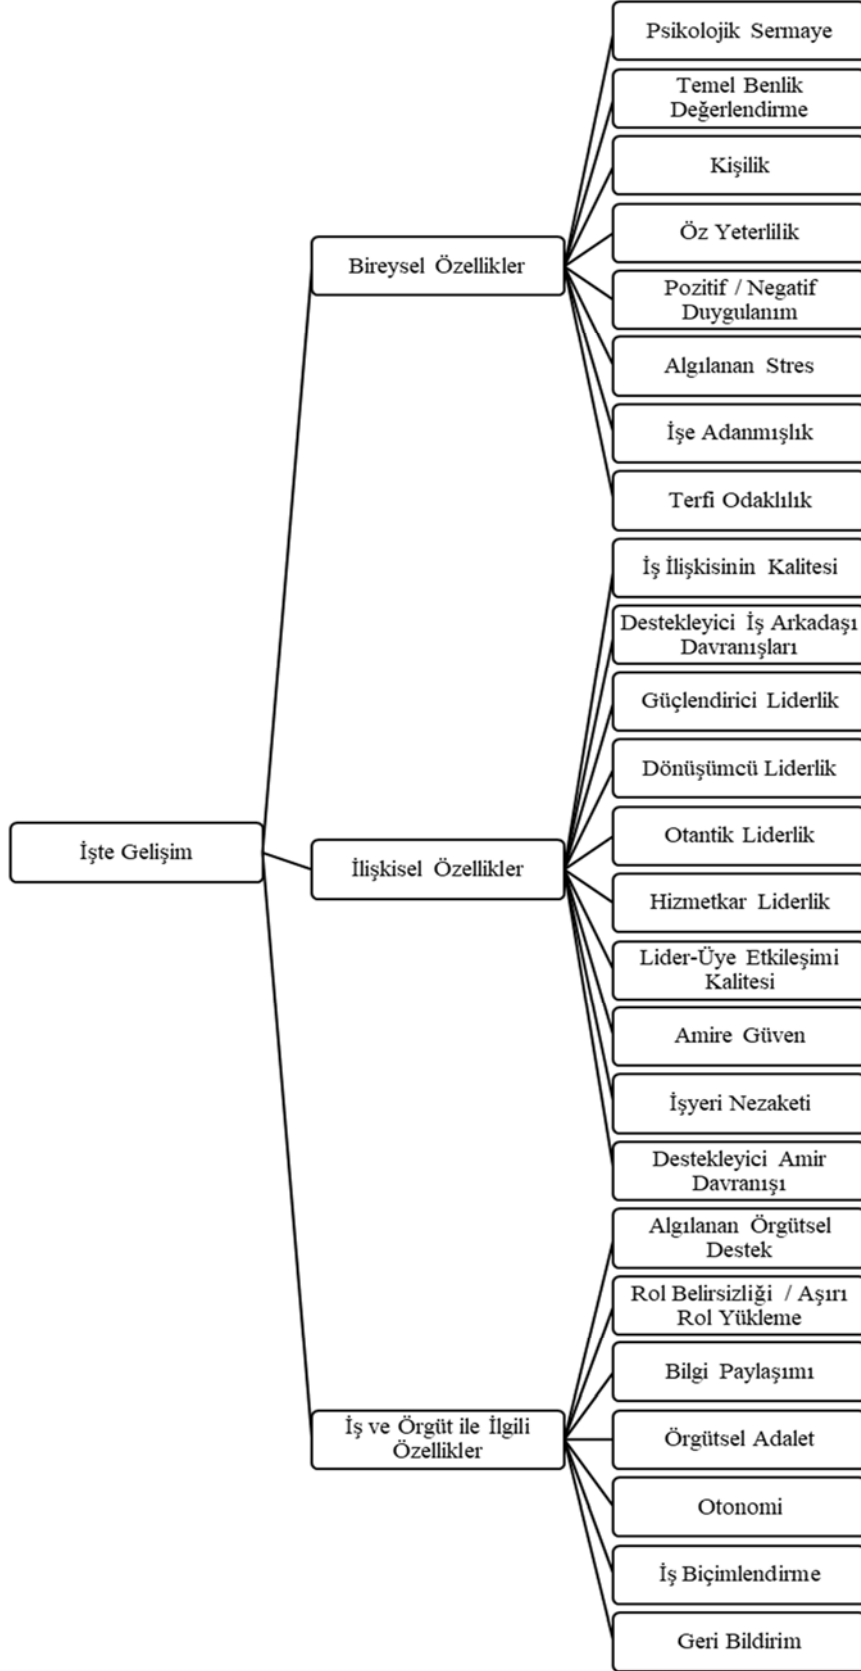 Psikolojik Sermaye
Temel Benlik
Değerlendirme
Kişilik
Öz Yeterlilik
Bireysel Özellikler
Pozitif / Negatif
Duygulanım
Algılanan Stres
İşe Adanmışlık
Terfi Odaklılık
İş İlişkisinin Kalitesi
Destekleyici İş Arkadaşı
Davranışları
Güçlendirici Liderlik
Dönüşümcü Liderlik
Otantik Liderlik
İşte Gelişim
İlişkisel Özellikler
Hizmetkar Liderlik
Lider-Üye Etkileşimi
Kalitesi
Amire Güven
İşyeri Nezaketi
Destekleyici Amir
Davranışı
Algılanan Örgütsel
Destek
Rol Belirsizliği / Aşırı
Rol Yükleme
Bilgi Paylaşımı
İş ve Örgüt ile İlgili
Özellikler
Örgütsel Adalet
Otonomi
İş Biçimlendirme
Geri Bildirim